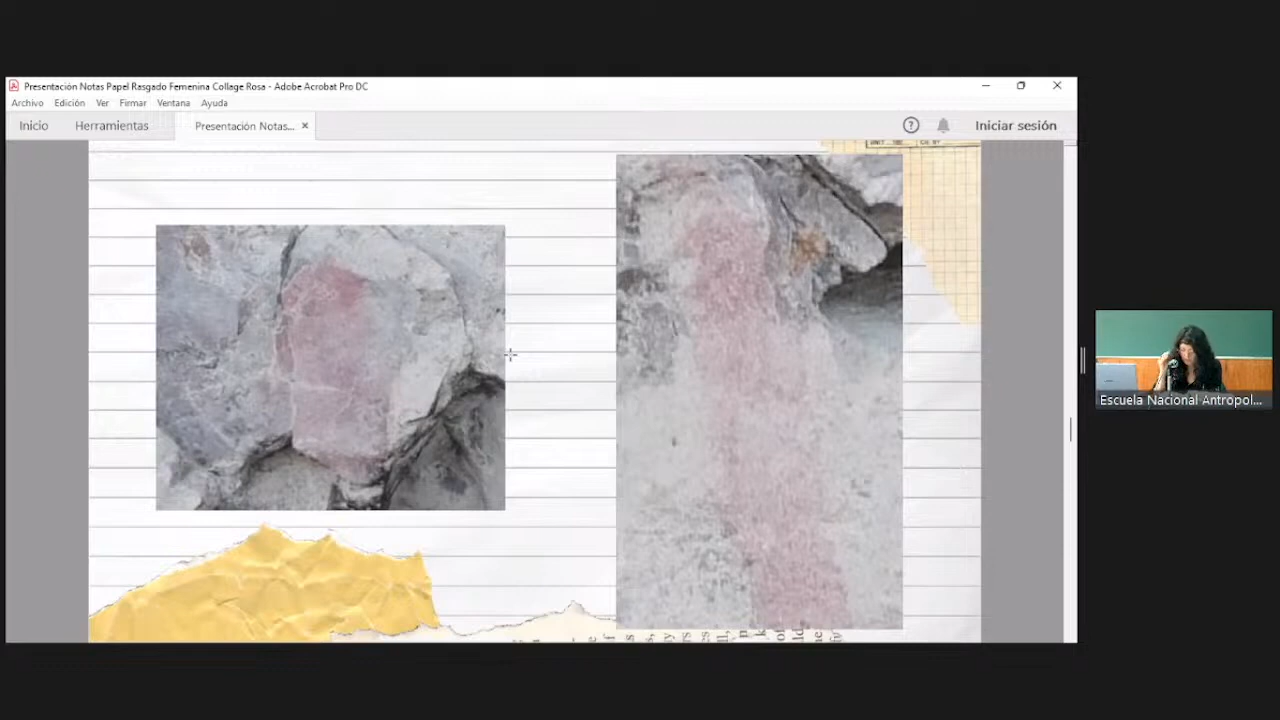 Presentación Notas Papel Rasgado Femenina Collage Rosa - Adobe Acrobat Pro DC
Archivo Edición Ver Firmar Ventana Ayuda
Inicio Herramientas Presentación Notas... × Iniciar sesión
Escuela Nacional Antropol...